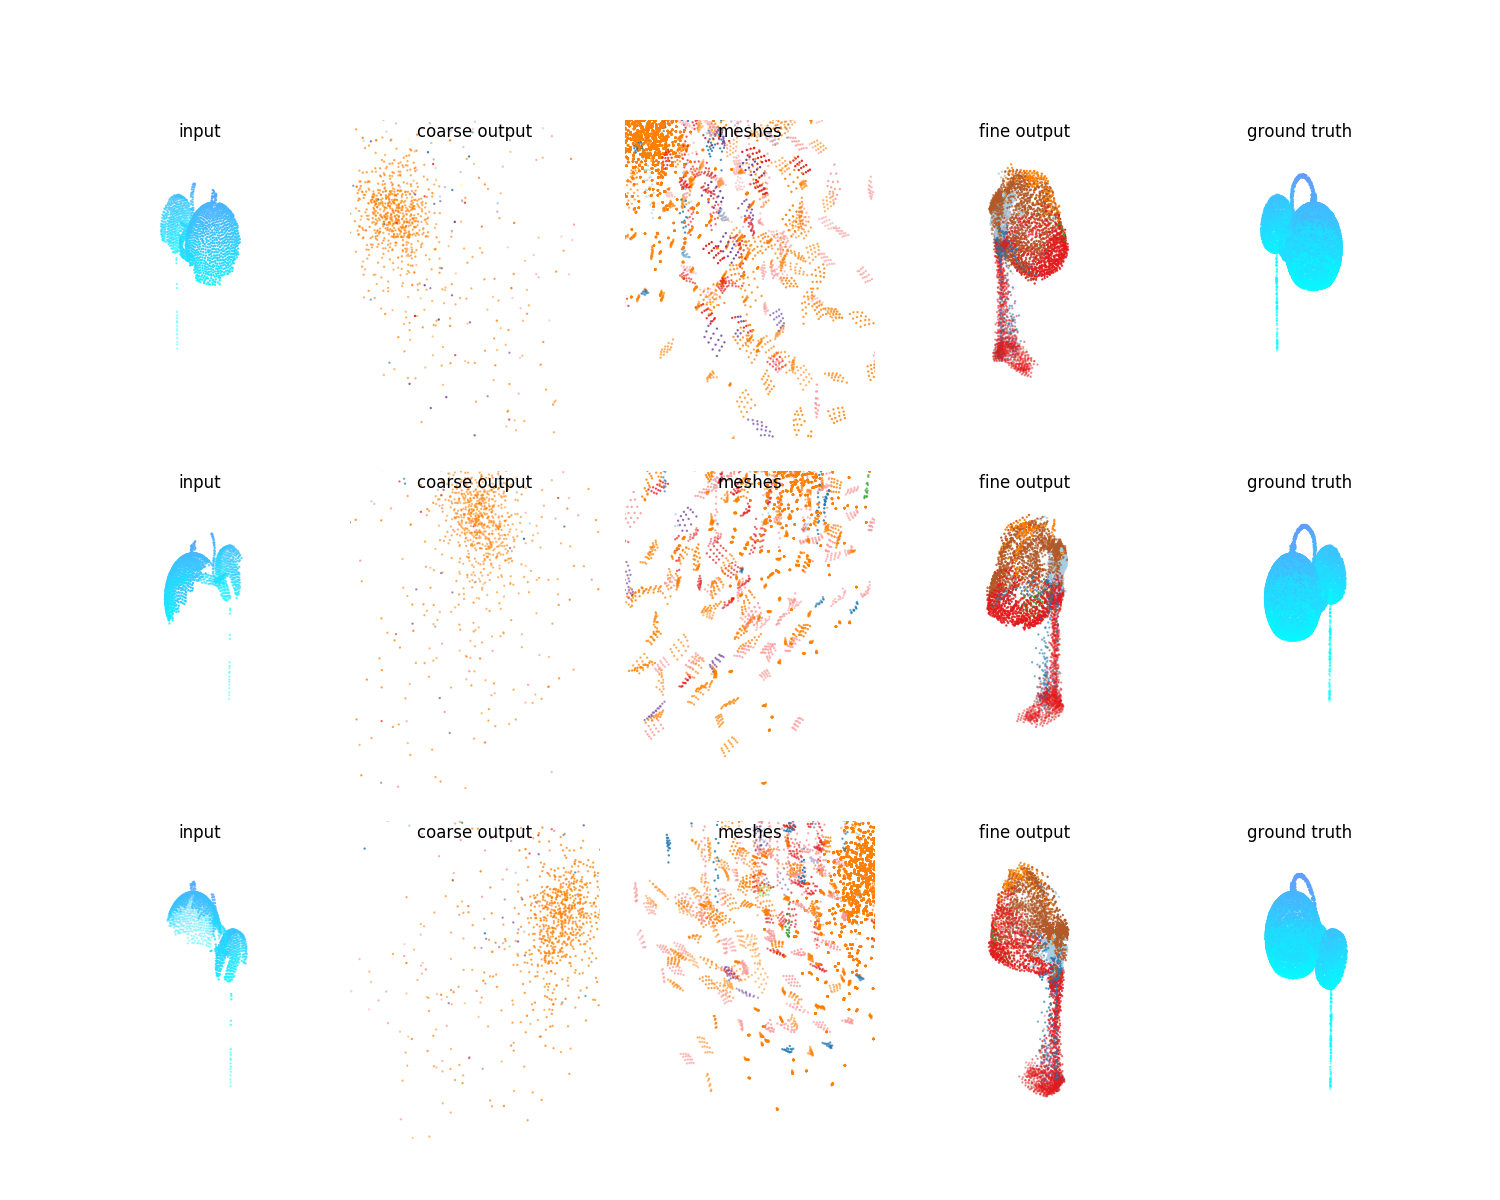 input
coarse output
meshes
fine output
ground truth
input
coarse output
meshes
fine output
ground truth
input
coarse output
meshes
fine output
ground truth